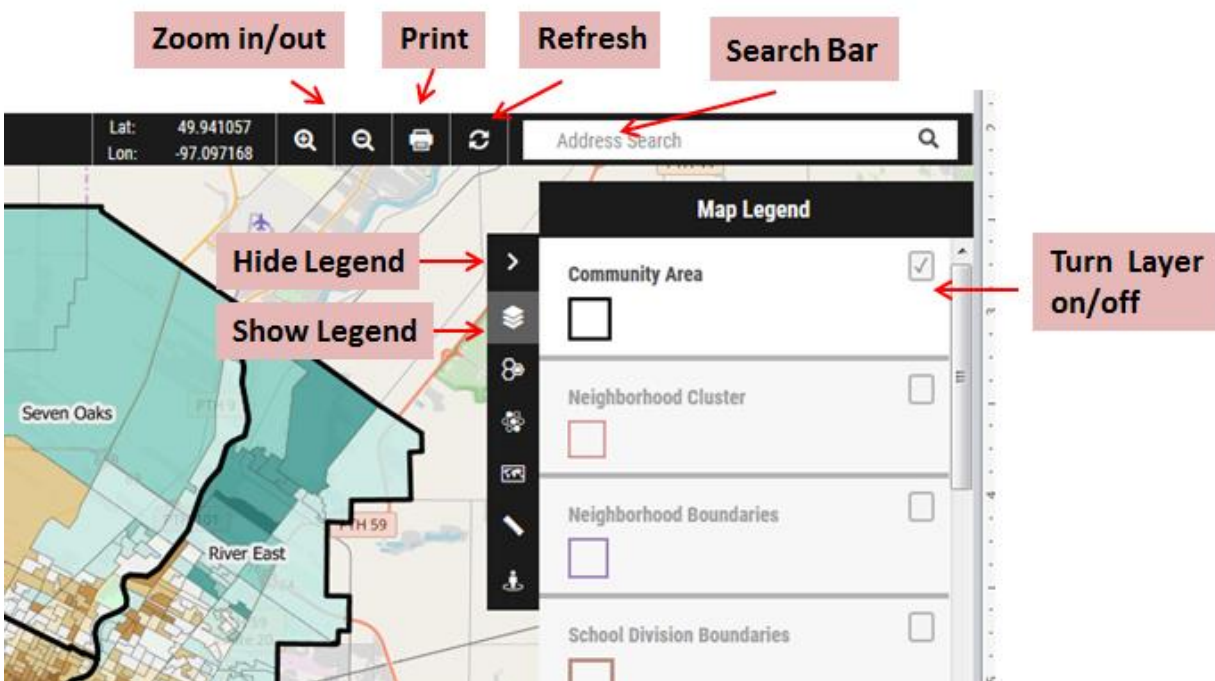 Zoom in/out
Print
Refresh
Search Bar
Lat: 49.941057
Lon: -97.097168
Address Search
Map Legend
Hide Legend
Community Area
Turn Layer
on/off
Show Legend
Neighborhood Cluster
Seven Oaks
PTH 9
Neighborhood Boundaries
PTH 59
River East
School Division Boundaries